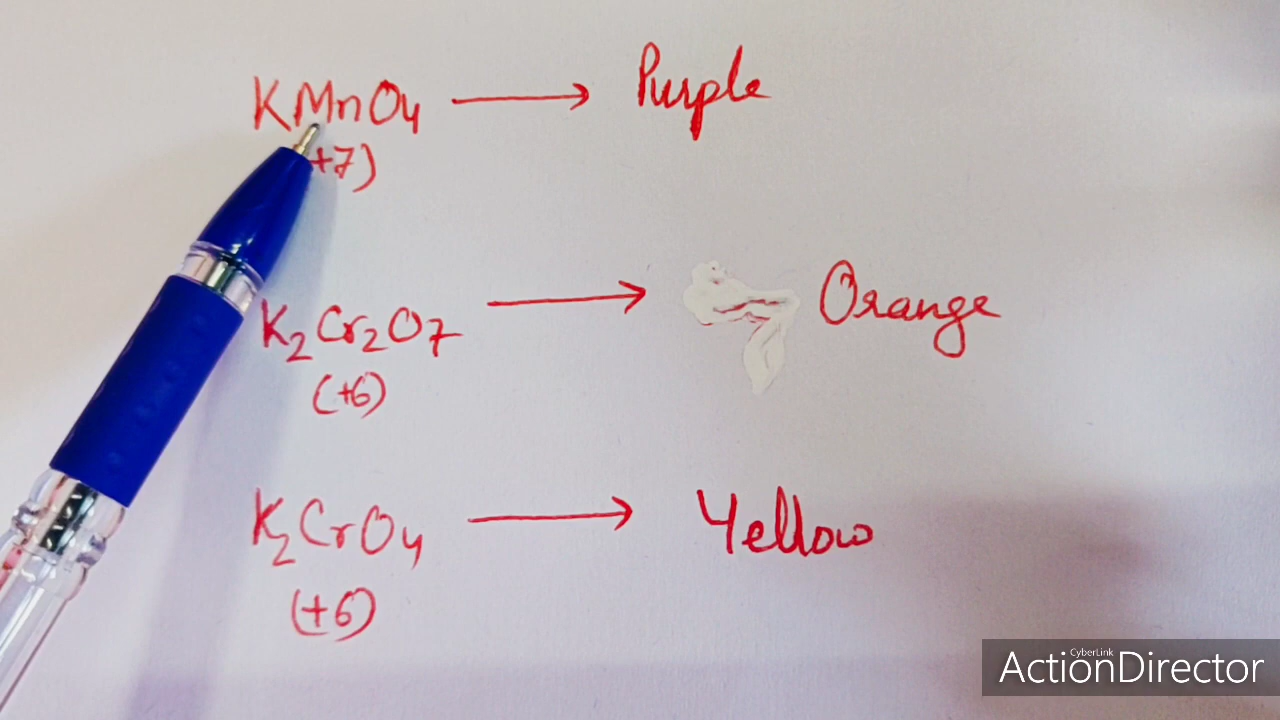 KMnO4 → Purple
(+7)
K2Cr2O7 → Orange
(+6)
K2CrO4 → Yellow
(+6)
CyberLink
ActionDirector